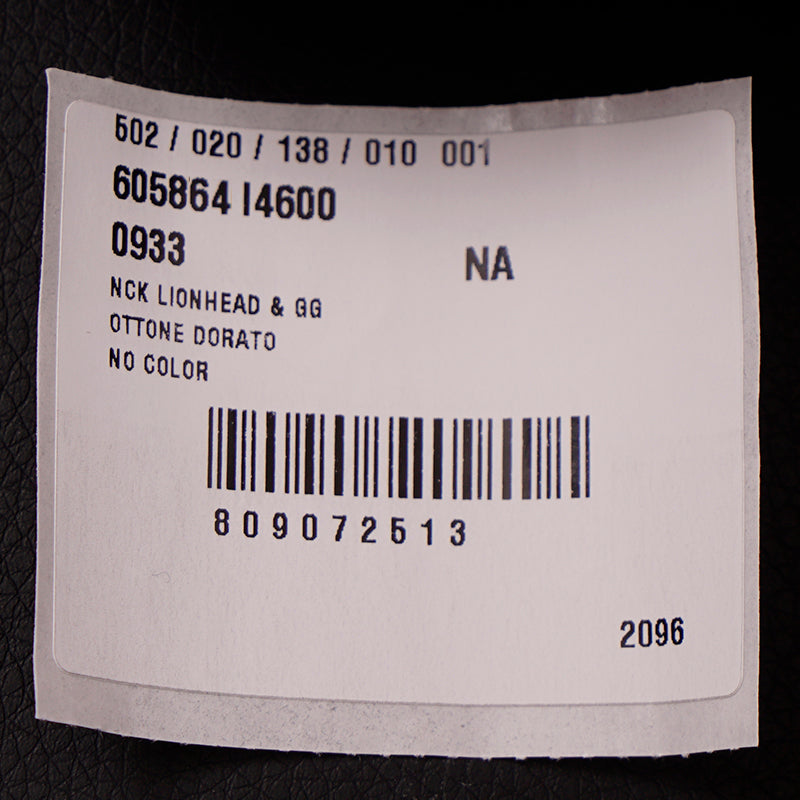 502 / 020 / 138 / 010 001
605864 I4600
0933
NA
NCK LIONHEAD & GG
OTTONE DORATO
NO COLOR
809072513
2096